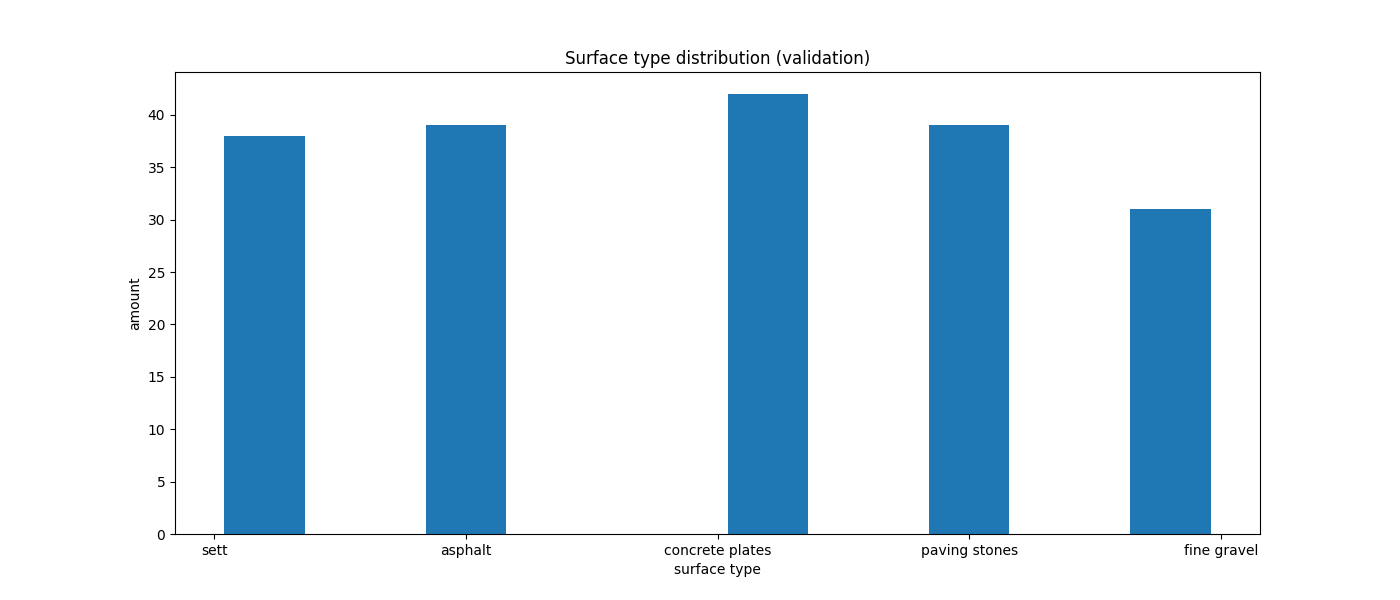 Surface type distribution (validation)
amount
40
35
30
25
20
15
10
5
0
sett asphalt concrete plates paving stones fine gravel
surface type